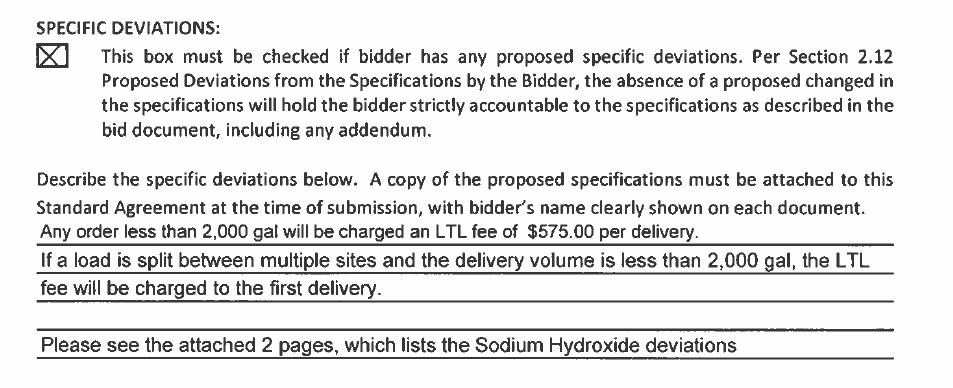 SPECIFIC DEVIATIONS:
This box must be checked if bidder has any proposed specific deviations. Per Section 2.12
Proposed Deviations from the Specifications by the Bidder, the absence of a proposed changed in
the specifications will hold the bidder strictly accountable to the specifications as described in the
bid document, including any addendum.
Describe the specific deviations below. A copy of the proposed specifications must be attached to this
Standard Agreement at the time of submission, with bidder's name clearly shown on each document.
Any order less than 2,000 gal will be charged an LTL fee of $575.00 per delivery.
If a load is split between multiple sites and the delivery volume is less than 2,000 gal, the LTL
fee will be charged to the first delivery.
Please see the attached 2 pages, which lists the Sodium Hydroxide deviations